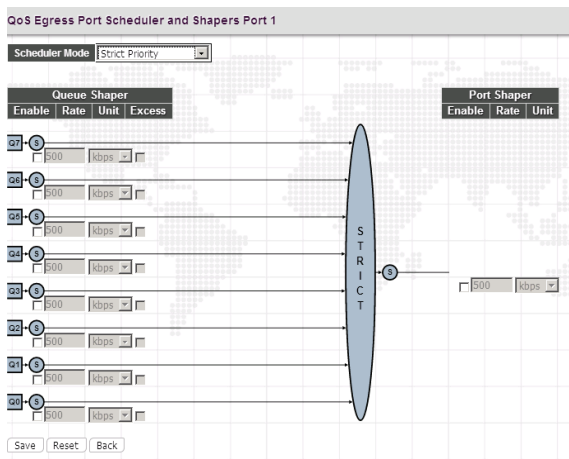 QoS Egress Port Scheduler and Shapers Port 1
Scheduler Mode Strict Priority
Queue Shaper Port Shaper
Enable Rate Unit Excess Enable Rate Unit
Q7 S
500 kbps
Q6 S
500 kbps
Q5 S
500 kbps
Q4 S
500 kbps
Q3 S
500 kbps
Q2 S
500 kbps
Q1 S
500 kbps
Q0 S
500 kbps
STRICT
S
500 kbps
Save Reset Back